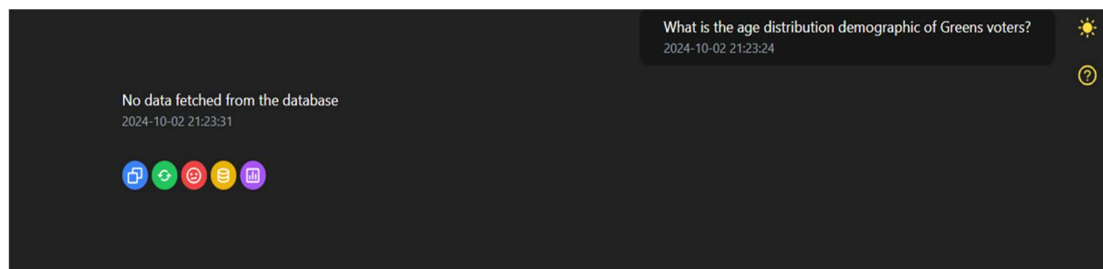 What is the age distribution demographic of Greens voters?
2024-10-02 21:23:24
No data fetched from the database
2024-10-02 21:23:31